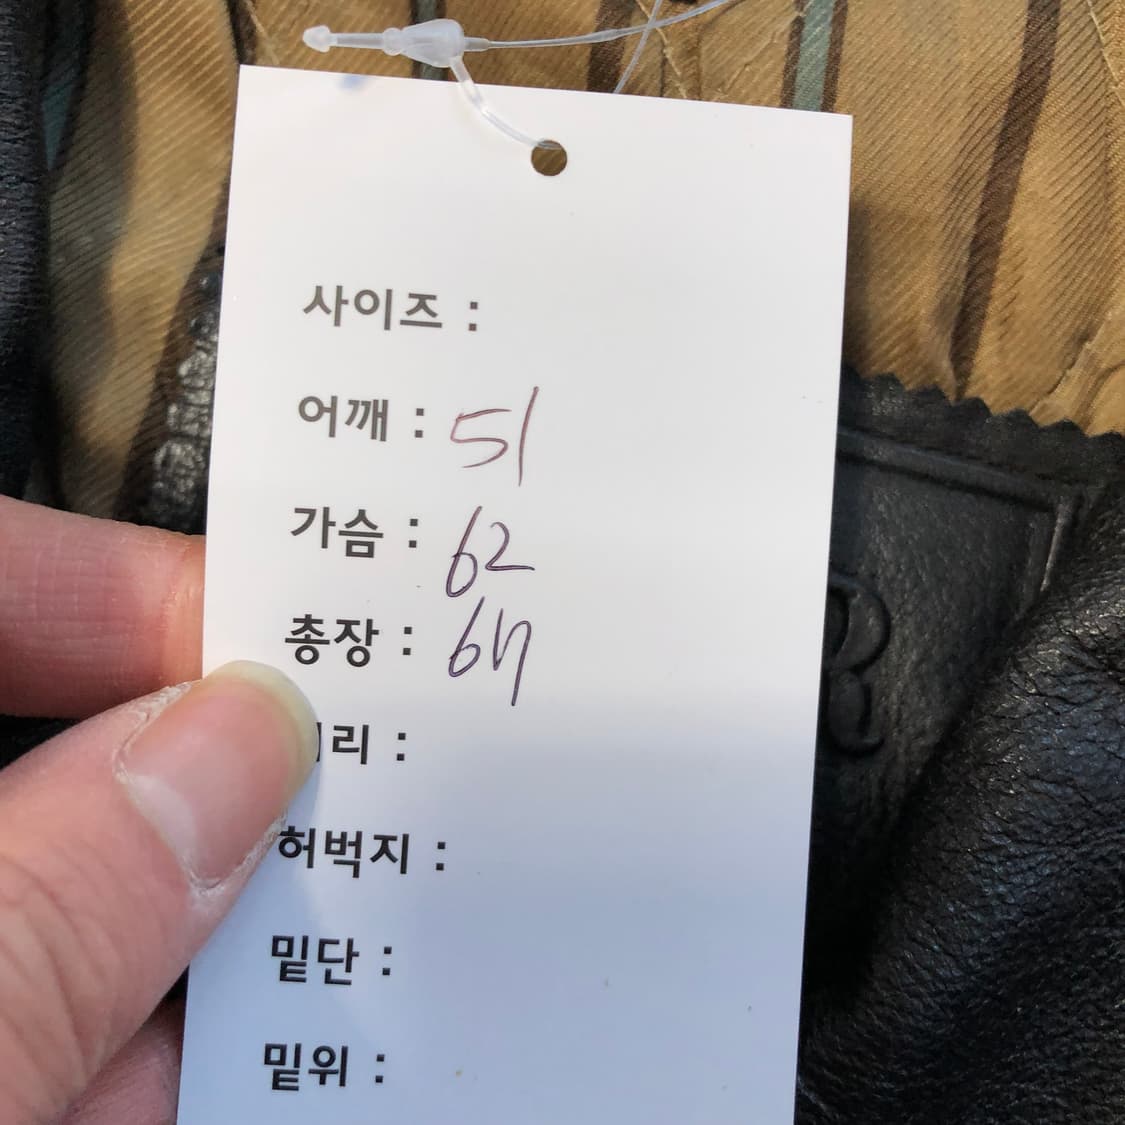 사이즈 :
어깨 : 51
가슴 : 62
총장 : 67
리 :
허벅지 :
밑단 :
밑위 :